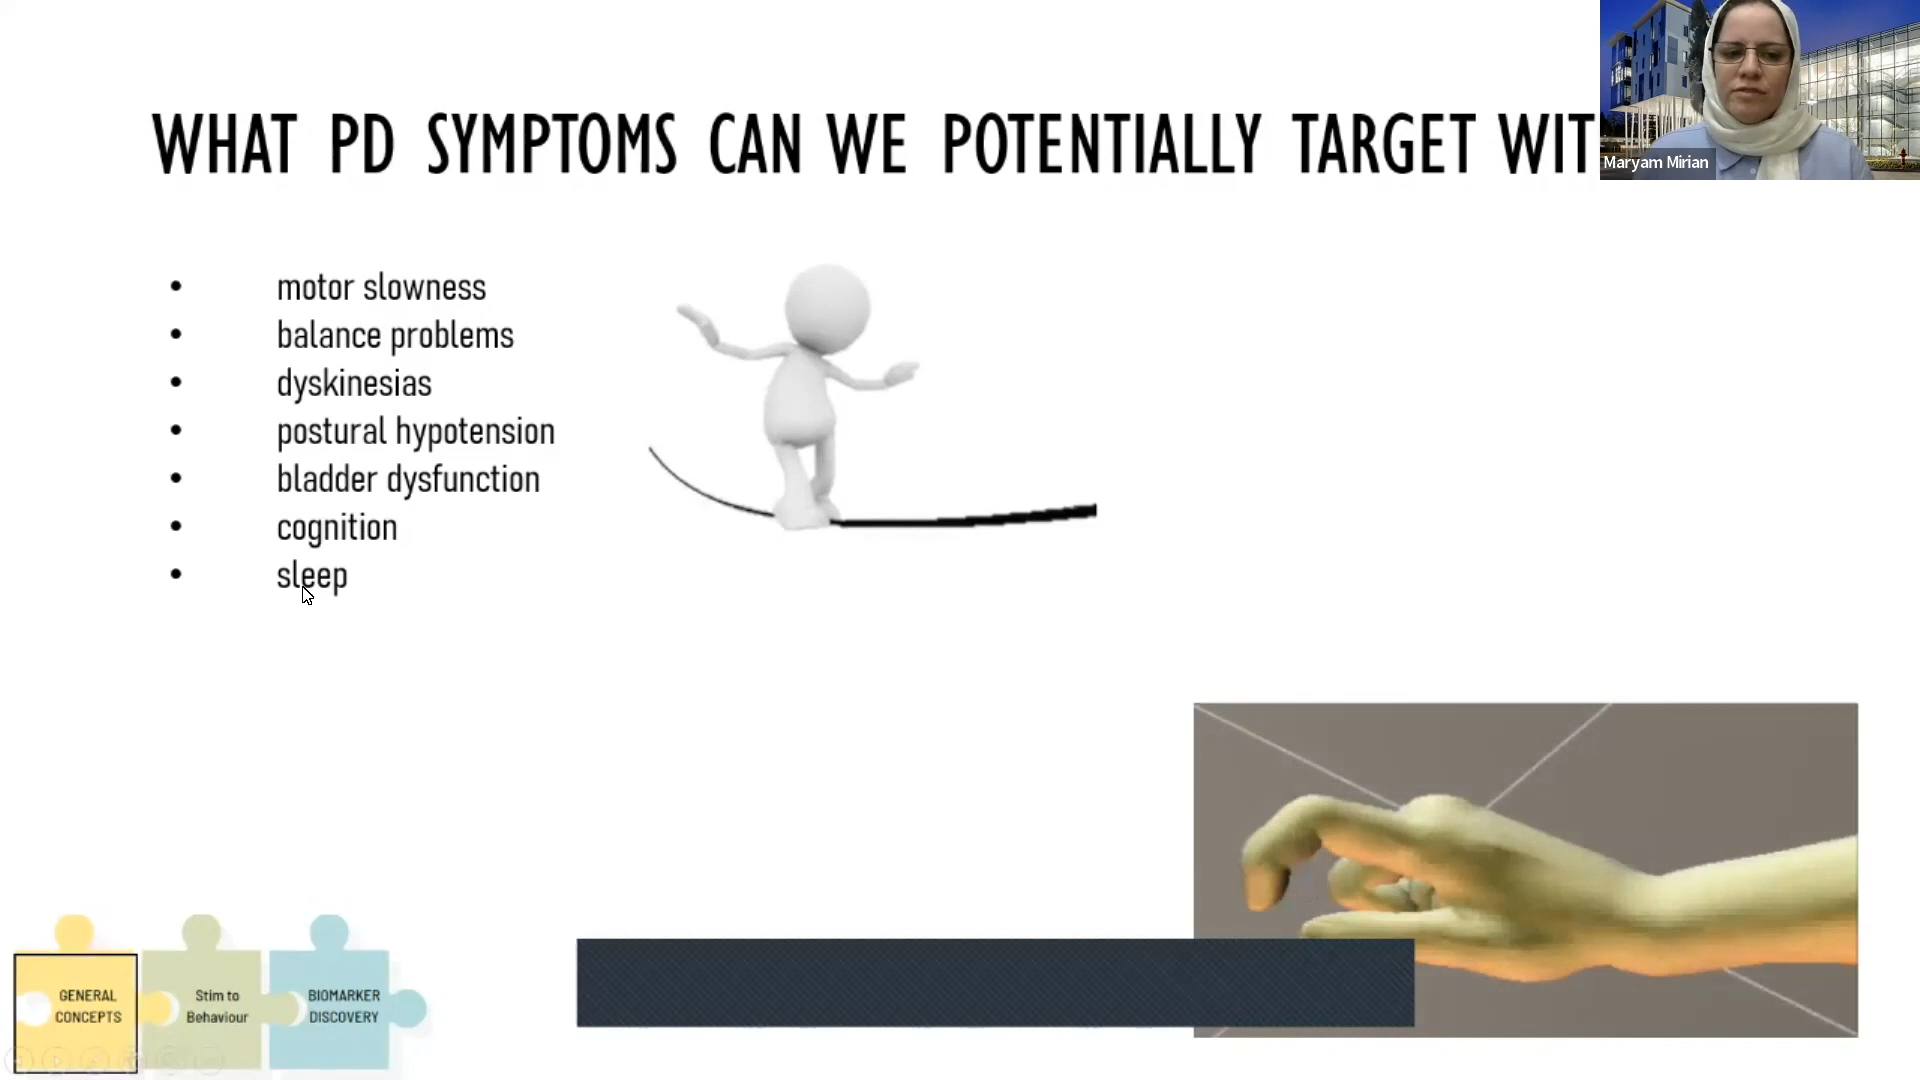 WHAT PD SYMPTOMS CAN WE POTENTIALLY TARGET WIT
Maryam Mirian
• motor slowness
• balance problems
• dyskinesias
• postural hypotension
• bladder dysfunction
• cognition
• sleep
GENERAL
CONCEPTS
Stim to
Behaviour
BIOMARKER
DISCOVERY